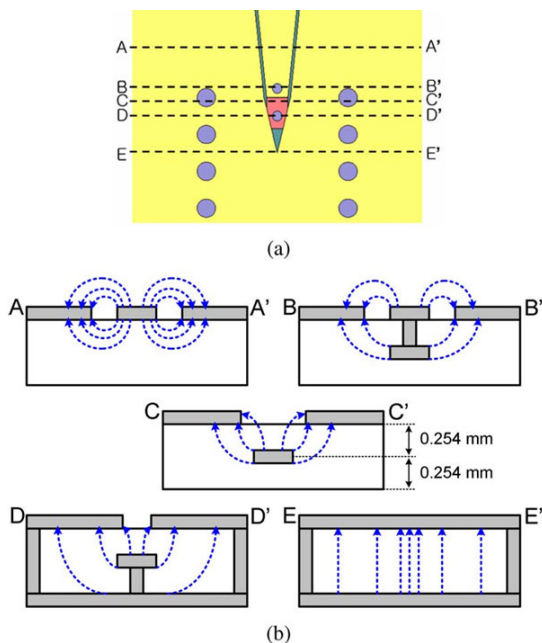 A A'
B B'
C C'
D D'
E E'
(a)
A A' B B'
C C'
0.254 mm
0.254 mm
D D' E E'
(b)